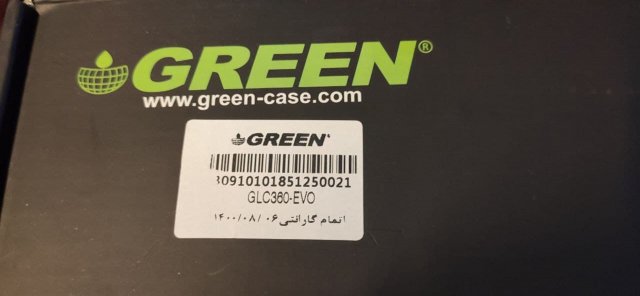 GREEN®
www.green-case.com
GREEN
30910101851250021
GLC360-EVO
اتمام گارانتی ۱۴۰۰/۰۸/۰۶